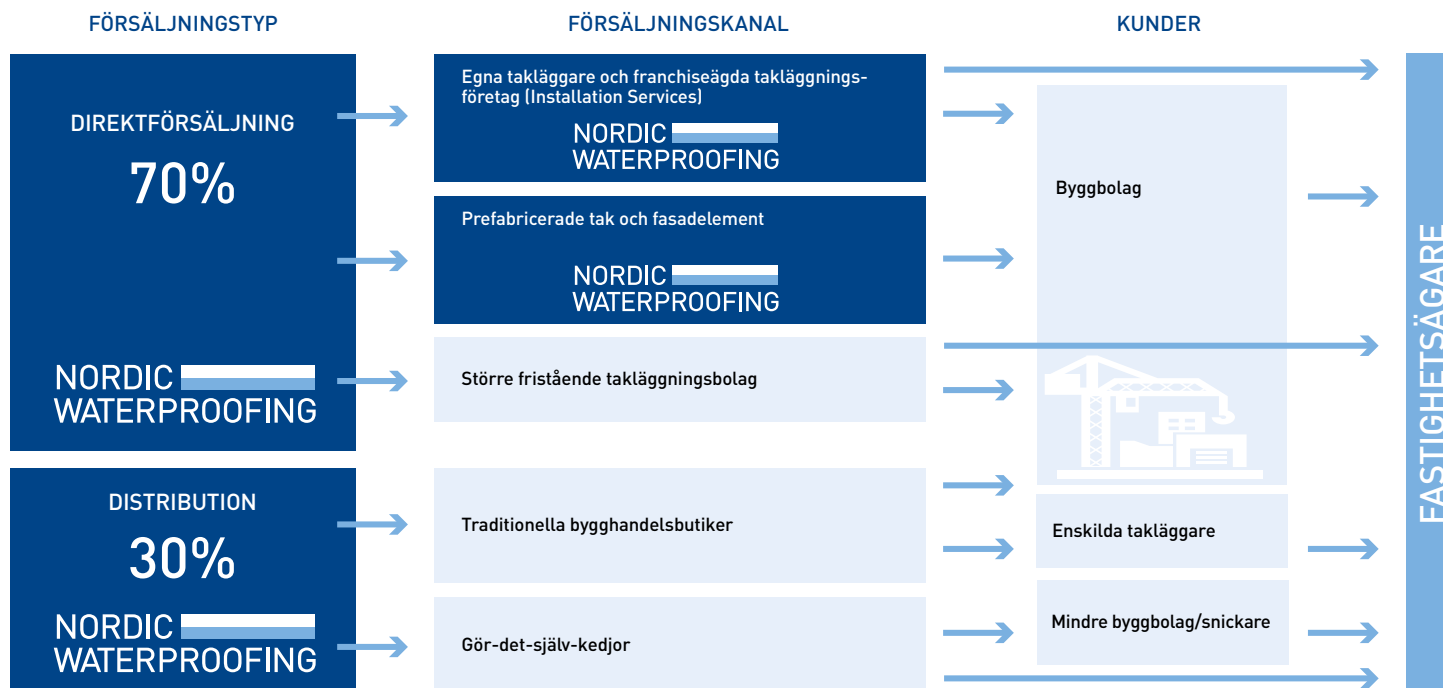 FÖRSÄLJNINGSTYP
FÖRSÄLJNINGSKANAL
KUNDER
DIREKTFÖRSÄLJNING
70%
NORDIC
WATERPROOFING
Egna takläggare och franchiseägda takläggnings-
företag (Installation Services)
NORDIC
WATERPROOFING
Prefabricerade tak och fasadelement
NORDIC
WATERPROOFING
Större fristående takläggningsbolag
Byggbolag
DISTRIBUTION
30%
NORDIC
WATERPROOFING
Traditionella bygghandelsbutiker
Gör-det-själv-kedjor
Enskilda takläggare
Mindre byggbolag/snickare
FASTIGHETSÄGARE